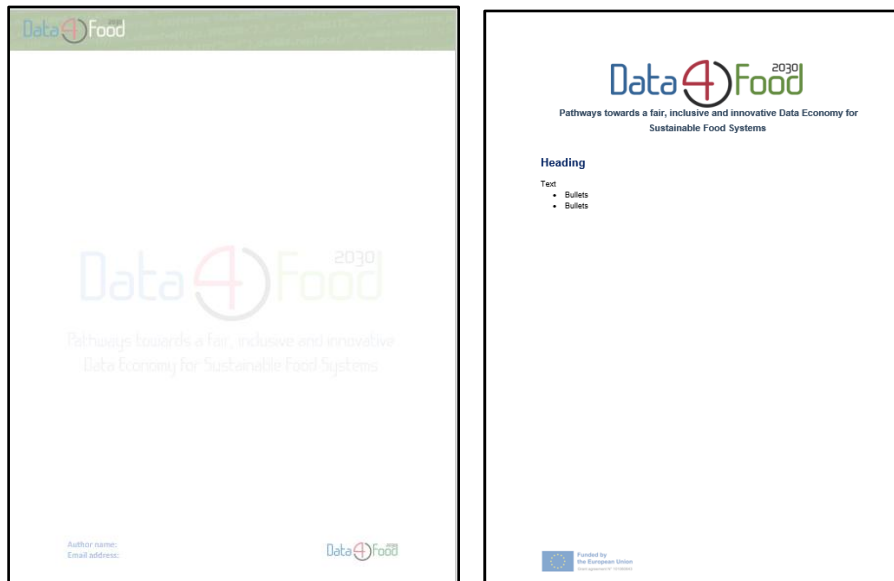 Data4Food
2030
Data4Food
2030
Pathways towards a fair, inclusive and innovative
Data Economy for Sustainable Food Systems
Author name:
Email address:
Data4Food
Data4Food
2030
Pathways towards a fair, inclusive and innovative Data Economy for
Sustainable Food Systems
Heading
Text
• Bullets
• Bullets
Funded by
the European Union